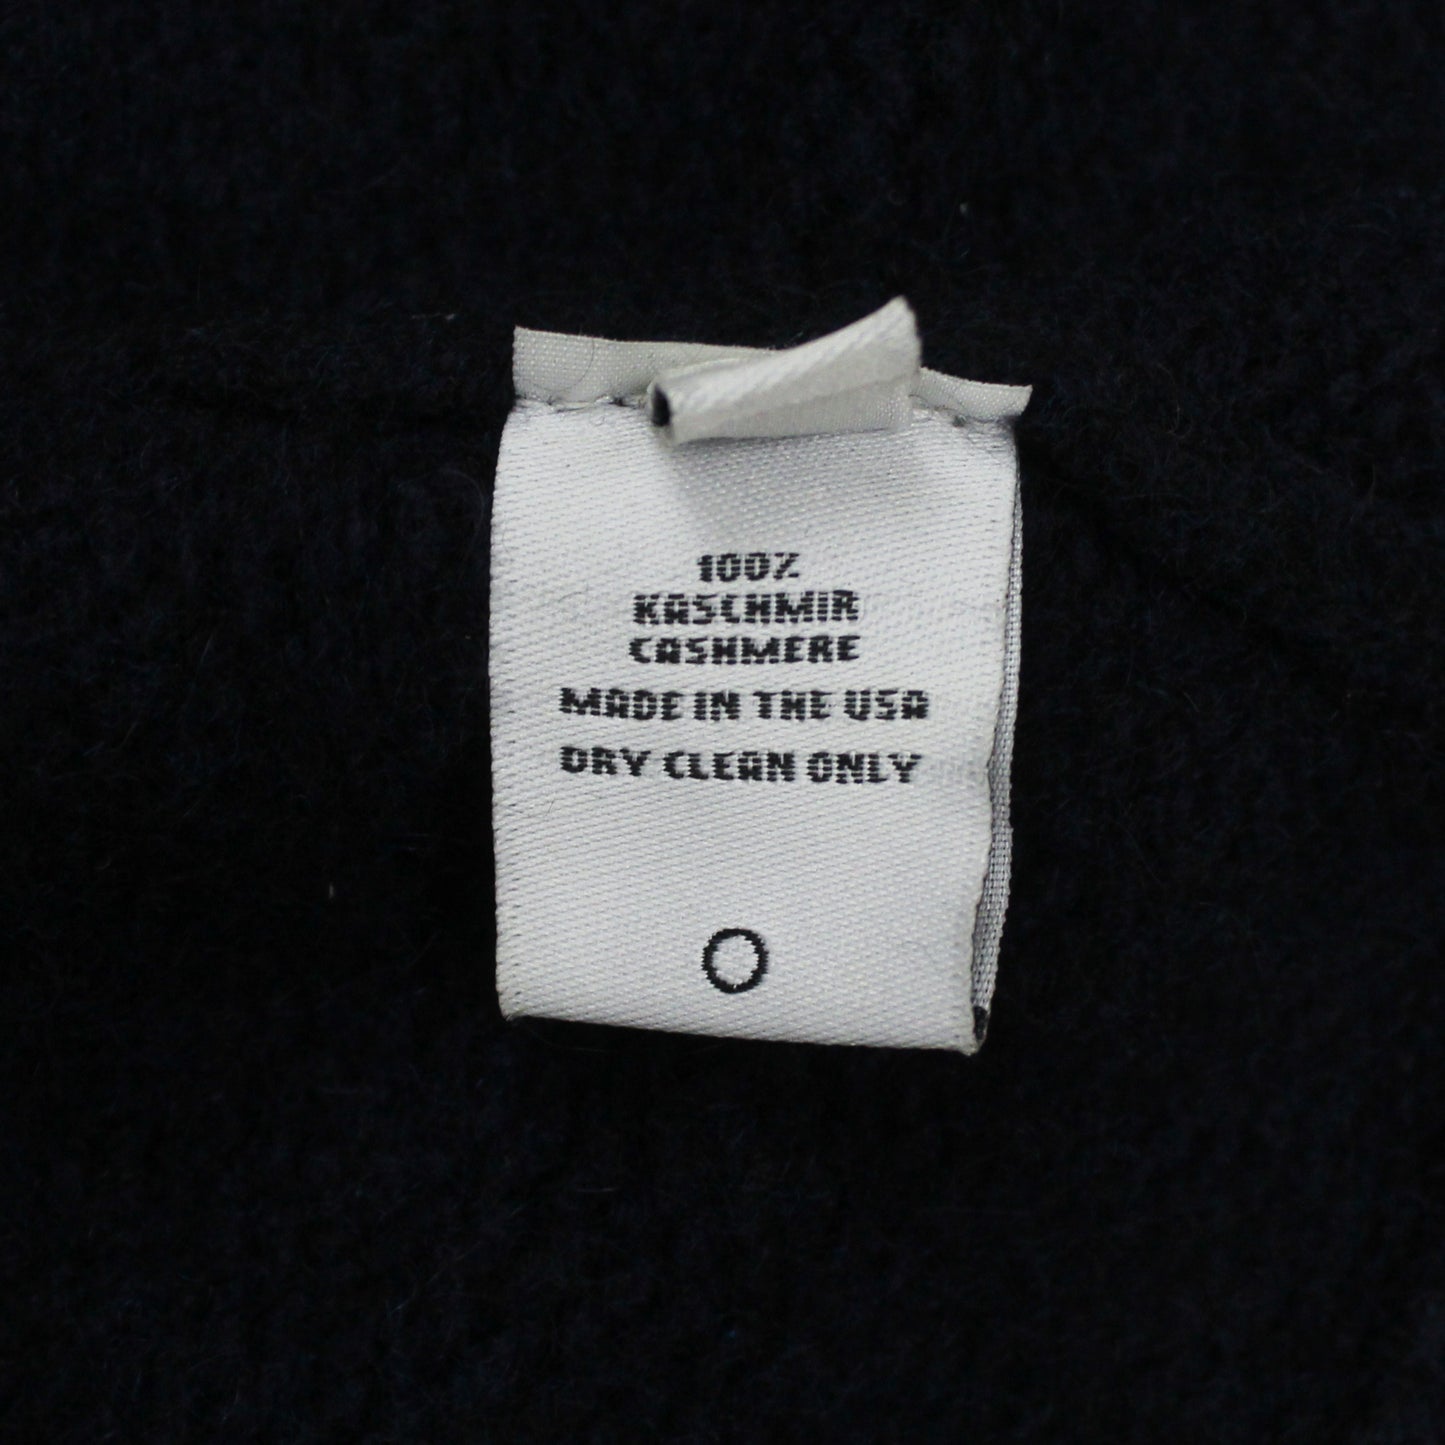 100%
KASCHMIR
CASHMERE
MADE IN THE USA
DRY CLEAN ONLY